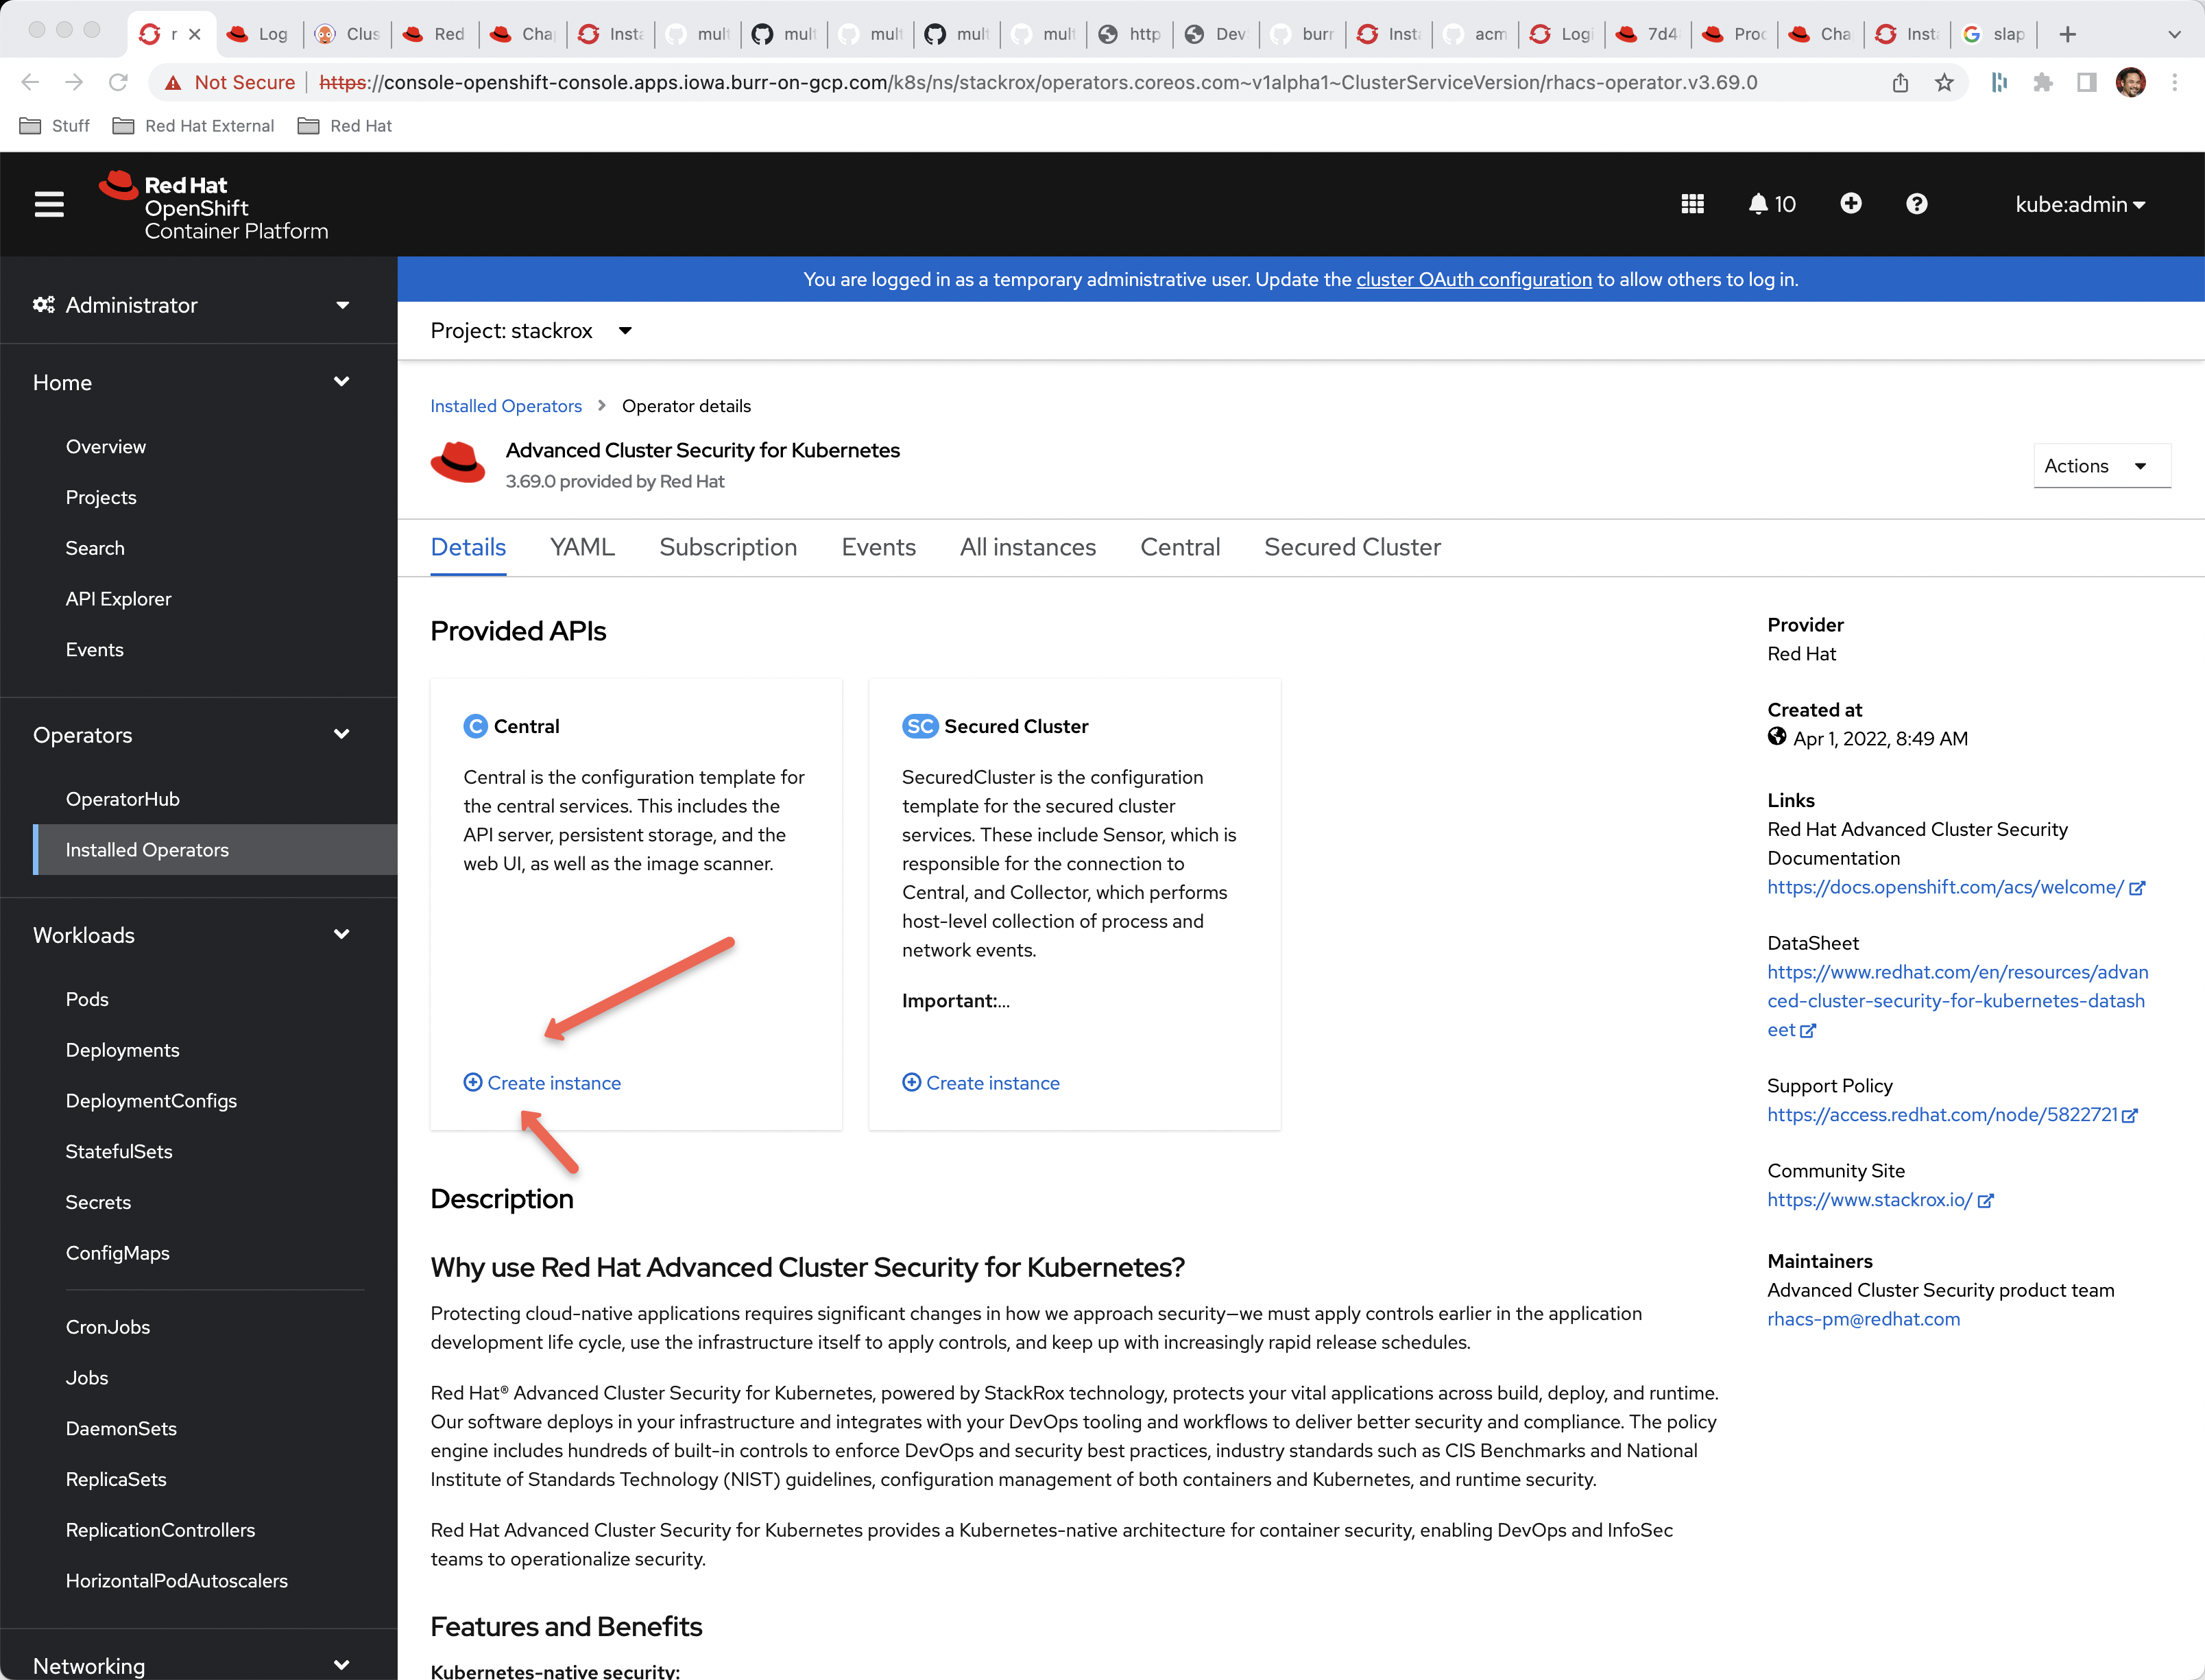 r
Log
Clus
Red
Cha
Inst
mult
mult
mult
mult
mult
http
Dev
burr
Inst
acm
Logi
7d4
Proc
Cha
Inst
slap
Not Secure
https://console-openshift-console.apps.iowa.burr-on-gcp.com/k8s/ns/stackrox/operators.coreos.com~v1alpha1~ClusterServiceVersion/rhacs-operator.v3.69.0
Stuff
Red Hat External
Red Hat
Red Hat
OpenShift
Container Platform
10
kube:admin
You are logged in as a temporary administrative user. Update the cluster OAuth configuration to allow others to log in.
Administrator
Home
Overview
Projects
Search
API Explorer
Events
Operators
OperatorHub
Installed Operators
Workloads
Pods
Deployments
DeploymentConfigs
StatefulSets
Secrets
ConfigMaps
CronJobs
Jobs
DaemonSets
ReplicaSets
ReplicationControllers
HorizontalPodAutoscalers
Networking
Project: stackrox
Installed Operators
Operator details
Advanced Cluster Security for Kubernetes
3.69.0 provided by Red Hat
Actions
Details
YAML
Subscription
Events
All instances
Central
Secured Cluster
Provided APIs
C Central
Central is the configuration template for
the central services. This includes the
API server, persistent storage, and the
web UI, as well as the image scanner.
Create instance
SC Secured Cluster
SecuredCluster is the configuration
template for the secured cluster
services. These include Sensor, which is
responsible for the connection to
Central, and Collector, which performs
host-level collection of process and
network events.
Important:...
Create instance
Description
Why use Red Hat Advanced Cluster Security for Kubernetes?
Protecting cloud-native applications requires significant changes in how we approach security—we must apply controls earlier in the application
development life cycle, use the infrastructure itself to apply controls, and keep up with increasingly rapid release schedules.
Red Hat® Advanced Cluster Security for Kubernetes, powered by StackRox technology, protects your vital applications across build, deploy, and runtime.
Our software deploys in your infrastructure and integrates with your DevOps tooling and workflows to deliver better security and compliance. The policy
engine includes hundreds of built-in controls to enforce DevOps and security best practices, industry standards such as CIS Benchmarks and National
Institute of Standards Technology (NIST) guidelines, configuration management of both containers and Kubernetes, and runtime security.
Red Hat Advanced Cluster Security for Kubernetes provides a Kubernetes-native architecture for container security, enabling DevOps and InfoSec
teams to operationalize security.
Features and Benefits
Kubernetes-native security:
Provider
Red Hat
Created at
Apr 1, 2022, 8:49 AM
Links
Red Hat Advanced Cluster Security
Documentation
https://docs.openshift.com/acs/welcome/
DataSheet
https://www.redhat.com/en/resources/advan
ced-cluster-security-for-kubernetes-datash
eet
Support Policy
https://access.redhat.com/node/5822721
Community Site
https://www.stackrox.io/
Maintainers
Advanced Cluster Security product team
rhacs-pm@redhat.com